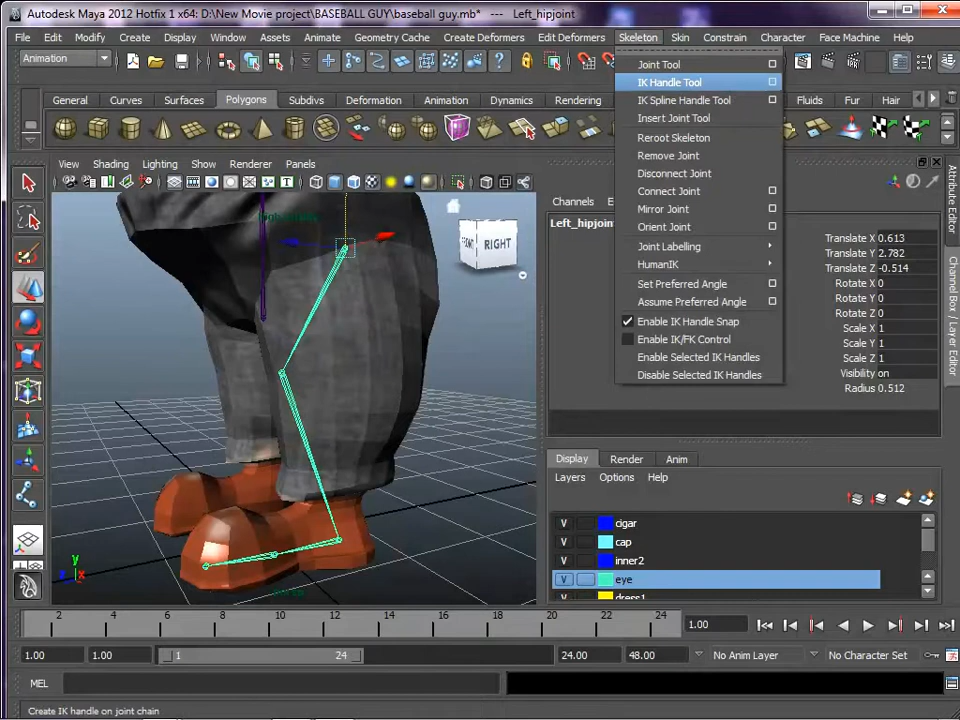 Autodesk Maya 2012 Hotfix 1 x64: D:\New Movie project\BASEBALL GUY\baseball guy.mb* --- Left_hipjoint
File Edit Modify Create Display Window Assets Animate Geometry Cache Create Deformers Edit Deformers Skeleton Skin Constrain Character Face Machine Help
Animation
General Curves Surfaces Polygons Subdivs Deformation Animation Dynamics Rendering Fluids Fur Hair
View Shading Lighting Show Renderer Panels
Joint Tool
IK Handle Tool
IK Spline Handle Tool
Insert Joint Tool
Reroot Skeleton
Remove Joint
Disconnect Joint
Connect Joint
Mirror Joint
Orient Joint
Joint Labelling
HumanIK
Set Preferred Angle
Assume Preferred Angle
Enable IK Handle Snap
Enable IK/FK Control
Enable Selected IK Handles
Disable Selected IK Handles
FRONT RIGHT
Channels
Left_hipjoint
Translate X 0.613
Translate Y 2.782
Translate Z -0.514
Rotate X 0
Rotate Y 0
Rotate Z 0
Scale X 1
Scale Y 1
Scale Z 1
Visibility on
Radius 0.512
Attribute Editor
Channel Box / Layer Editor
Display Render Anim
Layers Options Help
V cigar
V cap
V inner2
V eye
V dress1
y
z x
persp
2 4 6 8 10 12 14 16 18 20 22 24
1.00
1.00 1.00 1 24 24.00 48.00 No Anim Layer No Character Set
MEL
Create IK handle on joint chain